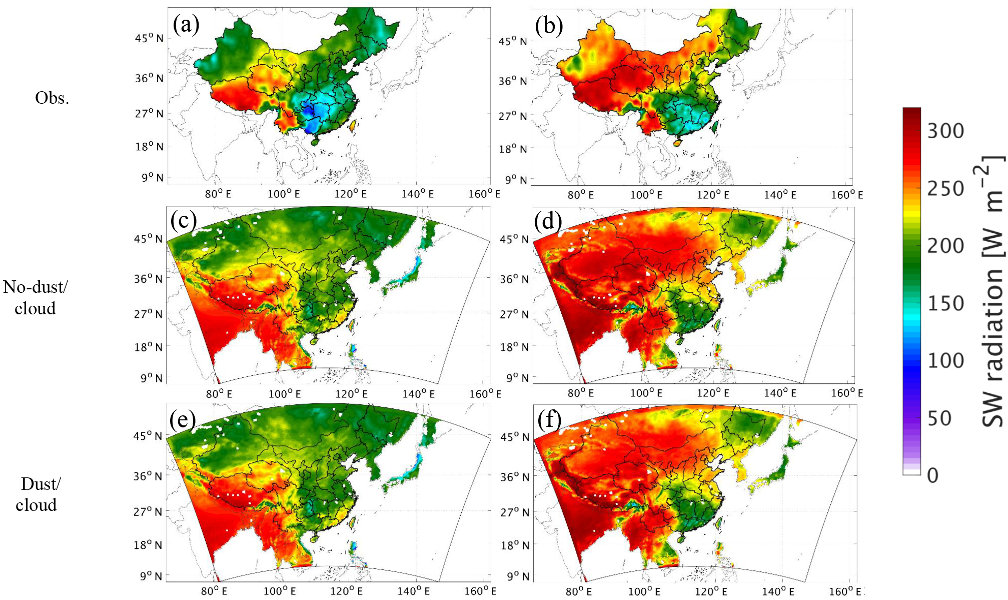 (a)
(b)
45° N
36° N
27° N
18° N
9° N
80° E
100° E
120° E
140° E
160° E
45° N
36° N
27° N
18° N
9° N
80° E
100° E
120° E
140° E
160° E
Obs.
(c)
(d)
45° N
36° N
27° N
18° N
9° N
80° E
100° E
120° E
140° E
160° E
45° N
36° N
27° N
18° N
9° N
80° E
100° E
120° E
140° E
160° E
No-dust/
cloud
(e)
(f)
45° N
36° N
27° N
18° N
9° N
80° E
100° E
120° E
140° E
160° E
45° N
36° N
27° N
18° N
9° N
80° E
100° E
120° E
140° E
160° E
Dust/
cloud
300
250
200
150
100
50
0
SW radiation [W m⁻²]